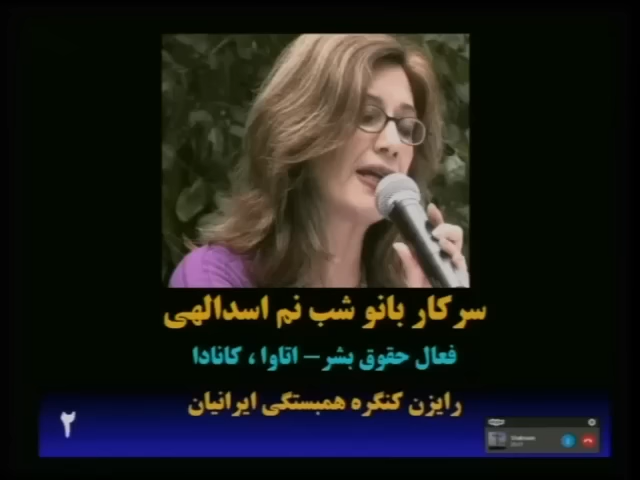 سرکار بانو شب نم اسدالهی
فعال حقوق بشر- اتاوا ، کانادا
رایزن کنگره همبستگی ایرانیان
۲